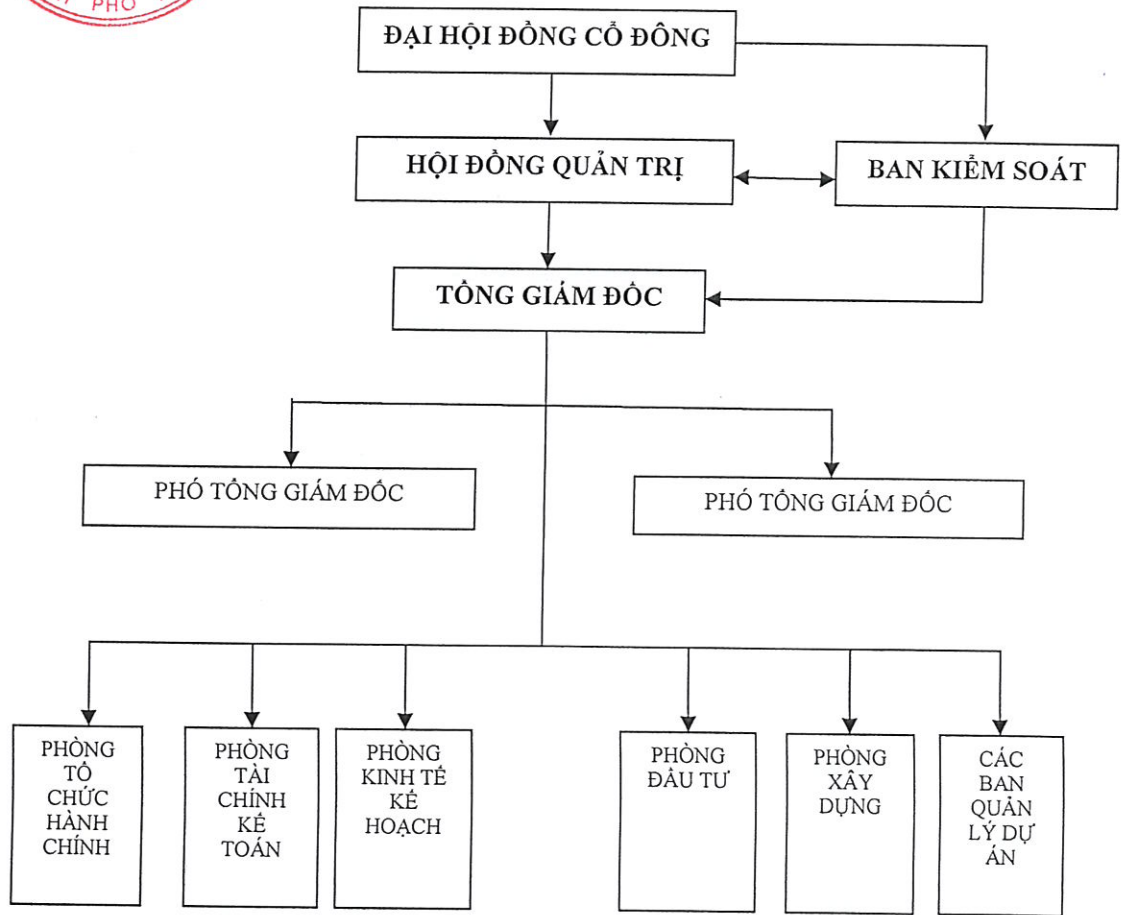 PHỐ
ĐẠI HỘI ĐỒNG CỔ ĐÔNG
HỘI ĐỒNG QUẢN TRỊ
BAN KIỂM SOÁT
TỔNG GIÁM ĐỐC
PHÓ TỔNG GIÁM ĐỐC
PHÓ TỔNG GIÁM ĐỐC
PHÒNG
TỔ
CHỨC
HÀNH
CHÍNH
PHÒNG
TÀI
CHÍNH
KẾ
TOÁN
PHÒNG
KINH TẾ
KẾ
HOẠCH
PHÒNG
ĐẦU TƯ
PHÒNG
XÂY
DỰNG
CÁC
BAN
QUẢN
LÝ DỰ
ÁN